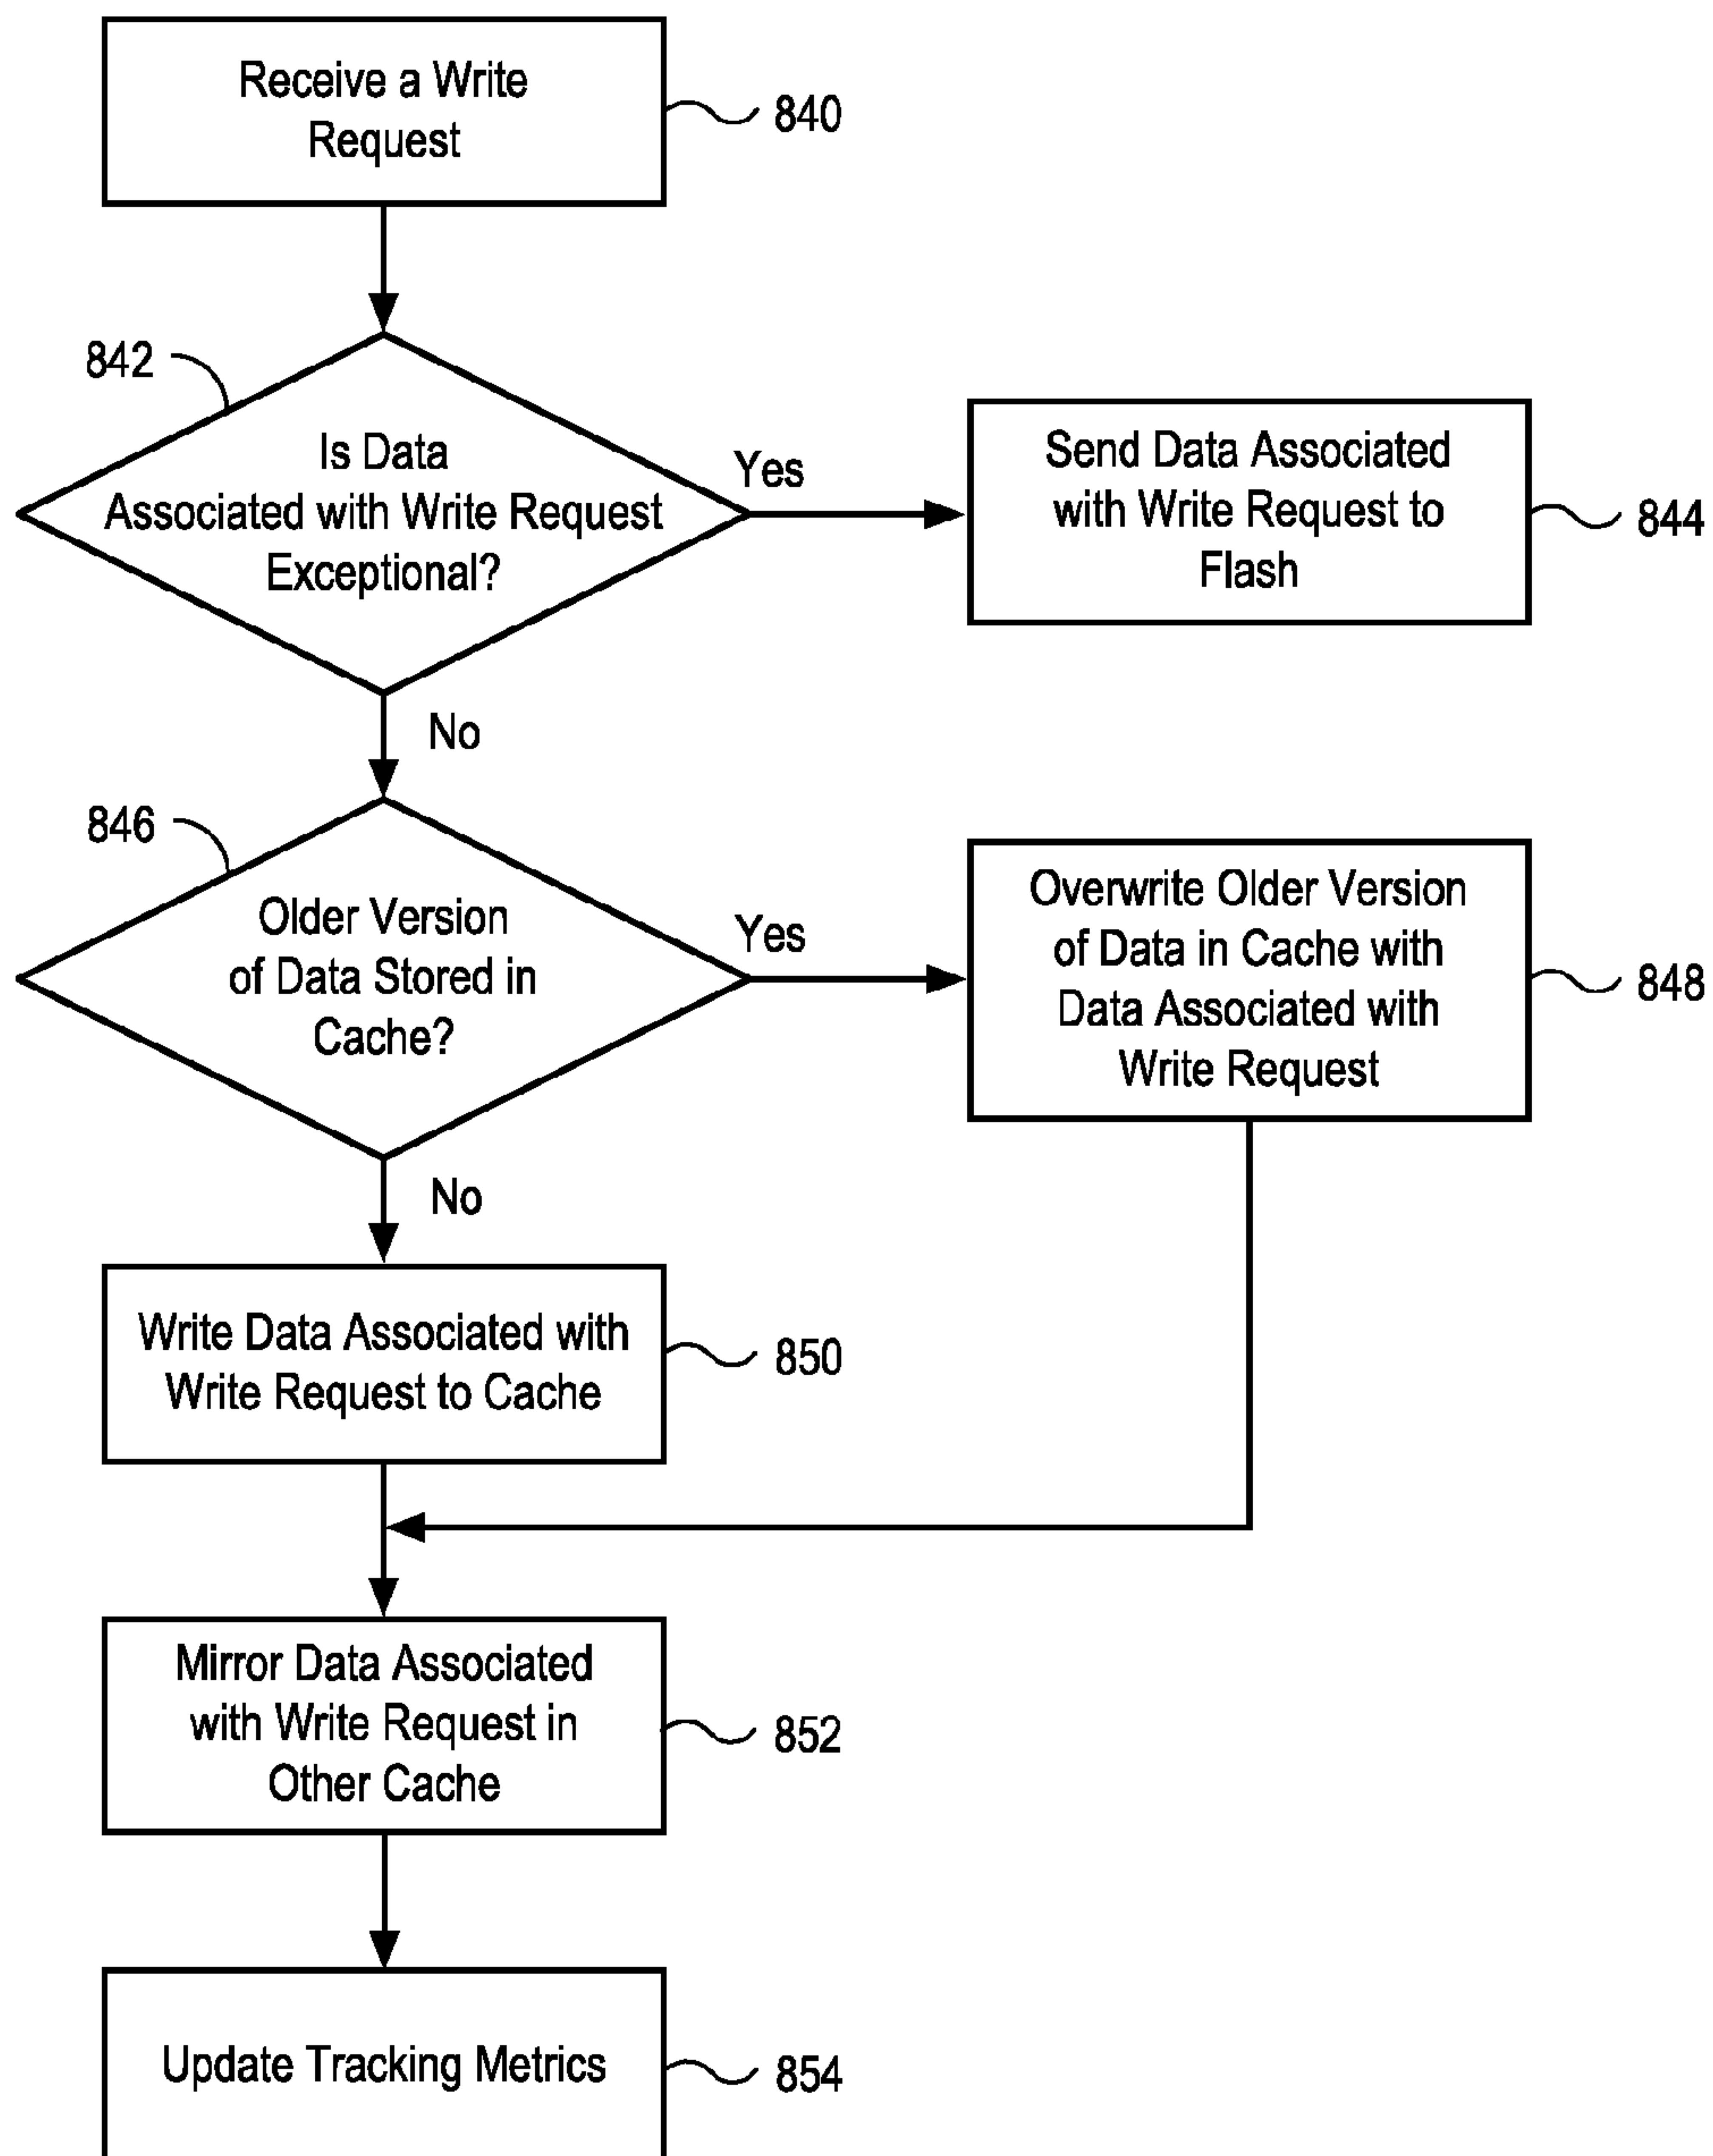 Receive a Write
Request
840
842
Is Data
Associated with Write Request
Exceptional?
Yes
Send Data Associated
with Write Request to
Flash
844
No
846
Older Version
of Data Stored in
Cache?
Yes
Overwrite Older Version
of Data in Cache with
Data Associated with
Write Request
848
No
Write Data Associated with
Write Request to Cache
850
Mirror Data Associated
with Write Request in
Other Cache
852
Update Tracking Metrics
854